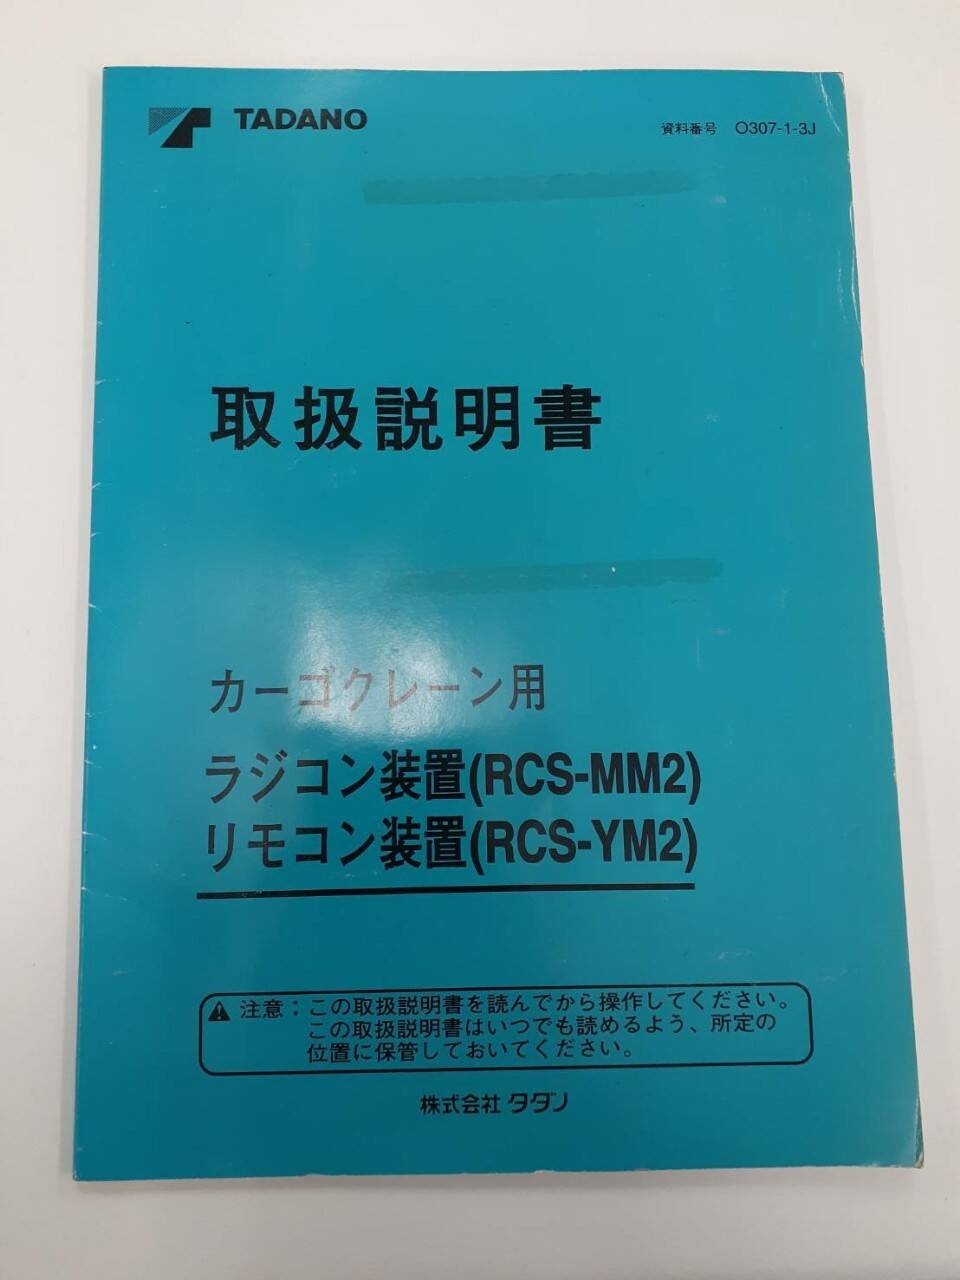 TADANO
資料番号 O307-1-3J
取扱説明書
カーゴクレーン用
ラジコン装置(RCS-MM2)
リモコン装置(RCS-YM2)
注意：この取扱説明書を読んでから操作してください。
この取扱説明書はいつでも読めるよう、所定の
位置に保管しておいてください。
株式会社 タダノ